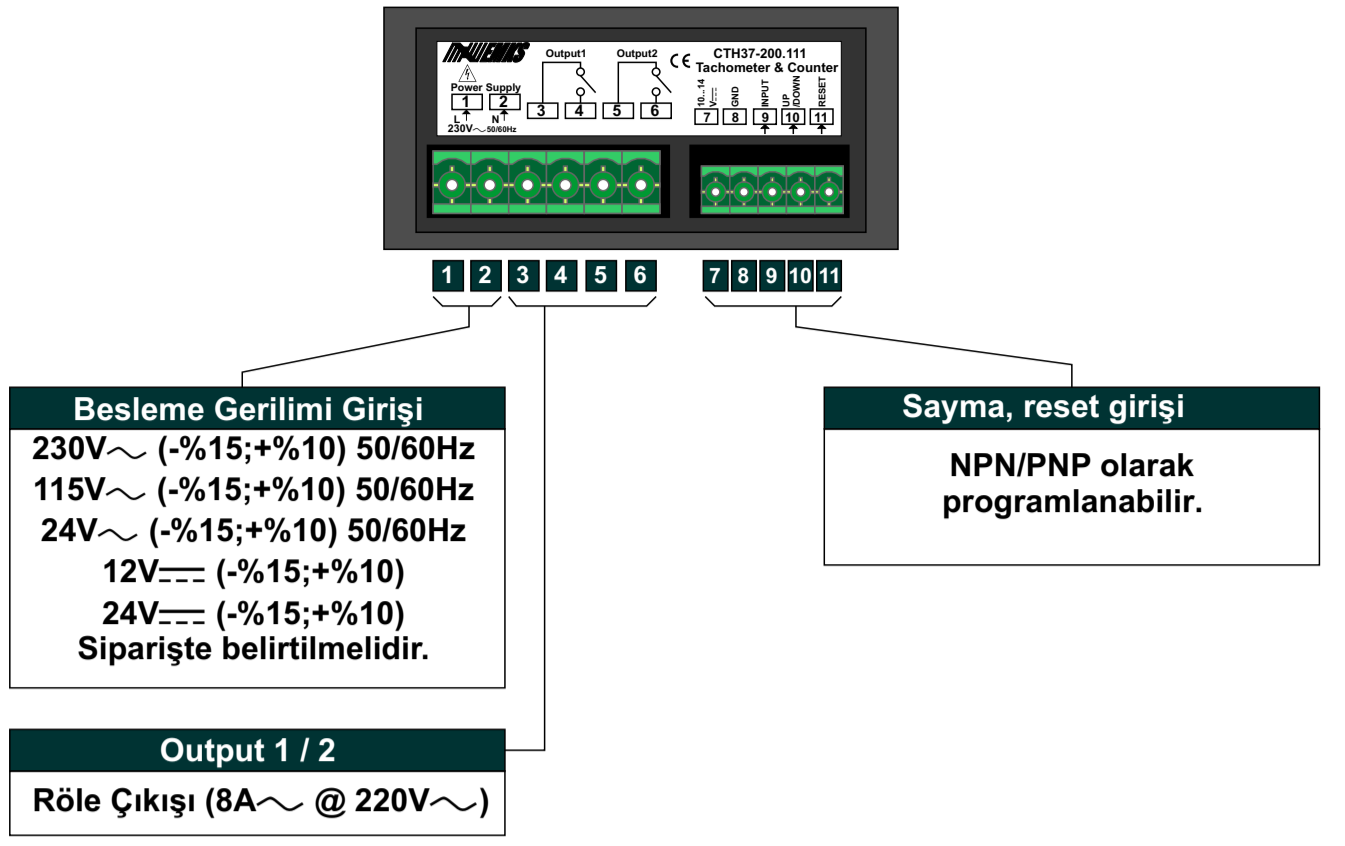 EMKS
Output1
Output2
CE
CTH37-200.111
Tachometer & Counter
Power Supply
1
2
3
4
5
6
10...14
V
GND
INPUT
UP
/DOWN
RESET
7
8
9
10
11
L
N
230V 50/60Hz
1 2 3 4 5 6
7 8 9 10 11
Besleme Gerilimi Girişi
230V (-%15;+%10) 50/60Hz
115V (-%15;+%10) 50/60Hz
24V (-%15;+%10) 50/60Hz
12V (-%15;+%10)
24V (-%15;+%10)
Siparişte belirtilmelidir.
Sayma, reset girişi
NPN/PNP olarak
programlanabilir.
Output 1 / 2
Röle Çıkışı (8A @ 220V)